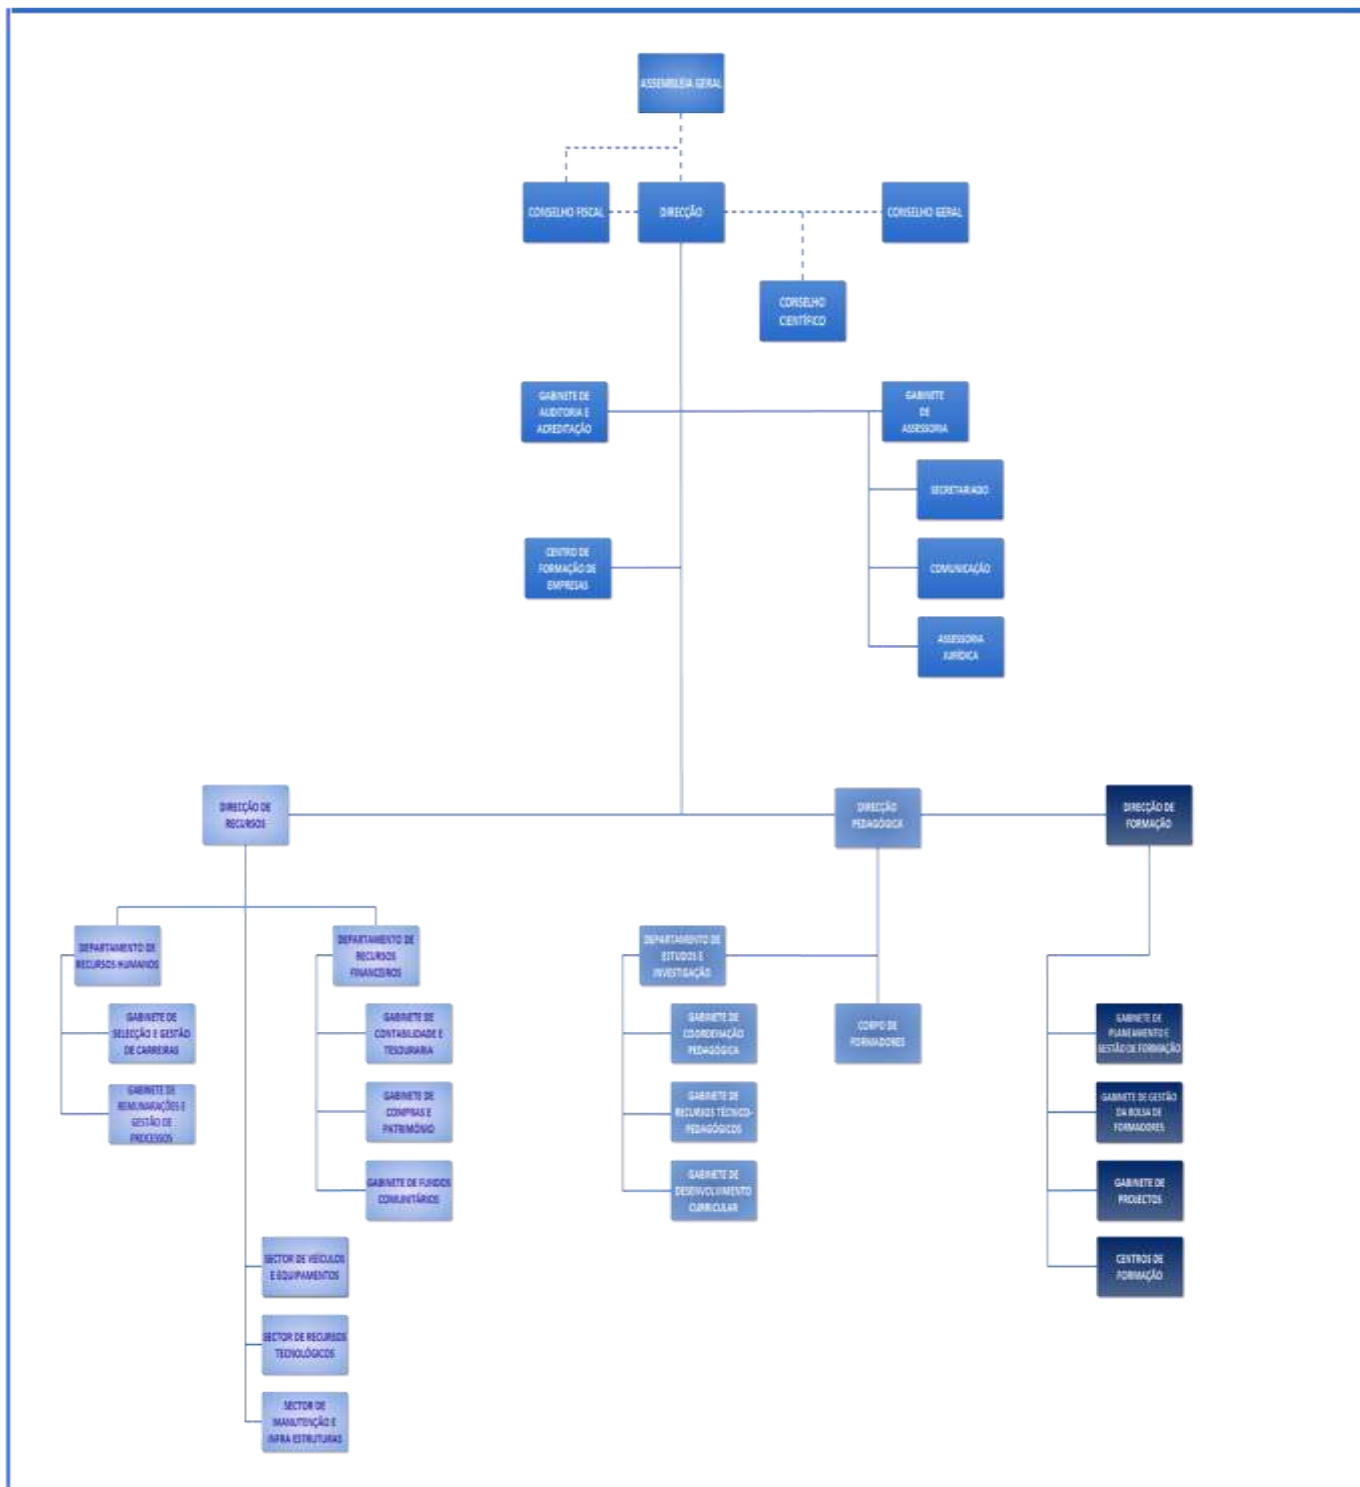 ASSEMBLEIA GERAL
CONSELHO FISCAL
DIRECÇÃO
CONSELHO GERAL
CONSELHO
CIENTÍFICO
GABINETE DE
AUDITORIA E
ACREDITAÇÃO
GABINETE
DE
ASSESSORIA
SECRETARIADO
CENTRO DE
FORMAÇÃO DE
EMPRESAS
COMUNICAÇÃO
ASSESSORIA
JURÍDICA
DIRECÇÃO DE
RECURSOS
DIRECÇÃO
PEDAGÓGICA
DIRECÇÃO DE
FORMAÇÃO
DEPARTAMENTO DE
RECURSOS HUMANOS
GABINETE DE
SELECÇÃO E GESTÃO
DE CARREIRAS
GABINETE DE
REMUNARAÇÕES E
GESTÃO DE
PROCESSOS
DEPARTAMENTO DE
RECURSOS
FINANCEIROS
GABINETE DE
CONTABILIDADE E
TESOURARIA
GABINETE DE
COMPRAS E
PATRIMÓNIO
GABINETE DE FUNDOS
COMUNITÁRIOS
SECTOR DE VEÍCULOS
E EQUIPAMENTOS
SECTOR DE RECURSOS
TECNOLÓGICOS
SECTOR DE
MANUTENÇÃO E
INFRA ESTRUTURAS
DEPARTAMENTO DE
ESTUDOS E
INVESTIGAÇÃO
GABINETE DE
COORDENAÇÃO
PEDAGÓGICA
GABINETE DE
RECURSOS TÉCNICO-
PEDAGÓGICOS
GABINETE DE
DESENVOLVIMENTO
CURRICULAR
CORPO DE
FORMADORES
GABINETE DE
PLANEAMENTO E
GESTÃO DE FORMAÇÃO
GABINETE DE GESTÃO
DA BOLSA DE
FORMADORES
GABINETE DE
PROJECTOS
CENTROS DE
FORMAÇÃO